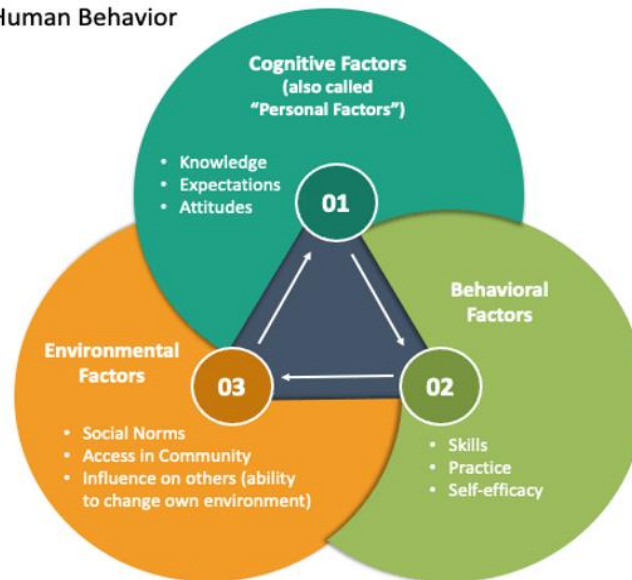 Human Behavior
Cognitive Factors
(also called
“Personal Factors”)
• Knowledge
• Expectations
• Attitudes
01
Behavioral
Factors
02
• Skills
• Practice
• Self-efficacy
Environmental
Factors
03
• Social Norms
• Access in Community
• Influence on others (ability
to change own environment)